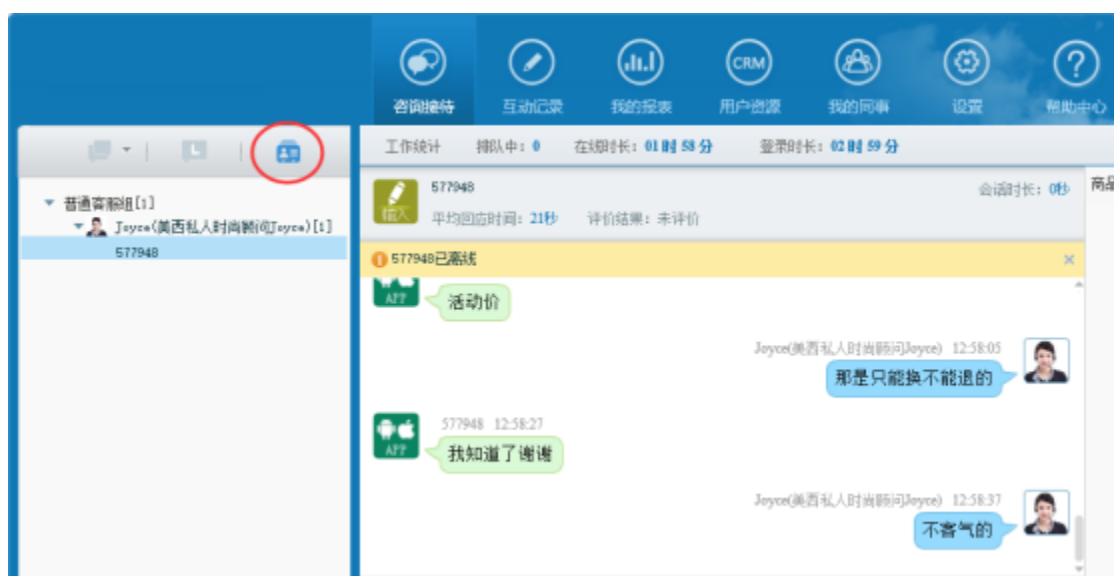 CRM
咨询接待 互动记录 我的报表 用户资源 我的同事 设置 帮助中心
工作统计 排队中: 0 在线时长: 01 时 58 分 登录时长: 02 时 59 分
普通客服组[1]
Joyce(美西私人时尚顾问Joyce)[1]
577948
577948 会话时长: 0秒 商品
输入
平均回应时间: 21秒 评价结果: 未评价
577948已离线
APP
活动价
Joyce(美西私人时尚顾问Joyce) 12:58:05
那是只能换不能退的
577948 12:58:27
APP
我知道了谢谢
Joyce(美西私人时尚顾问Joyce) 12:58:37
不客气的